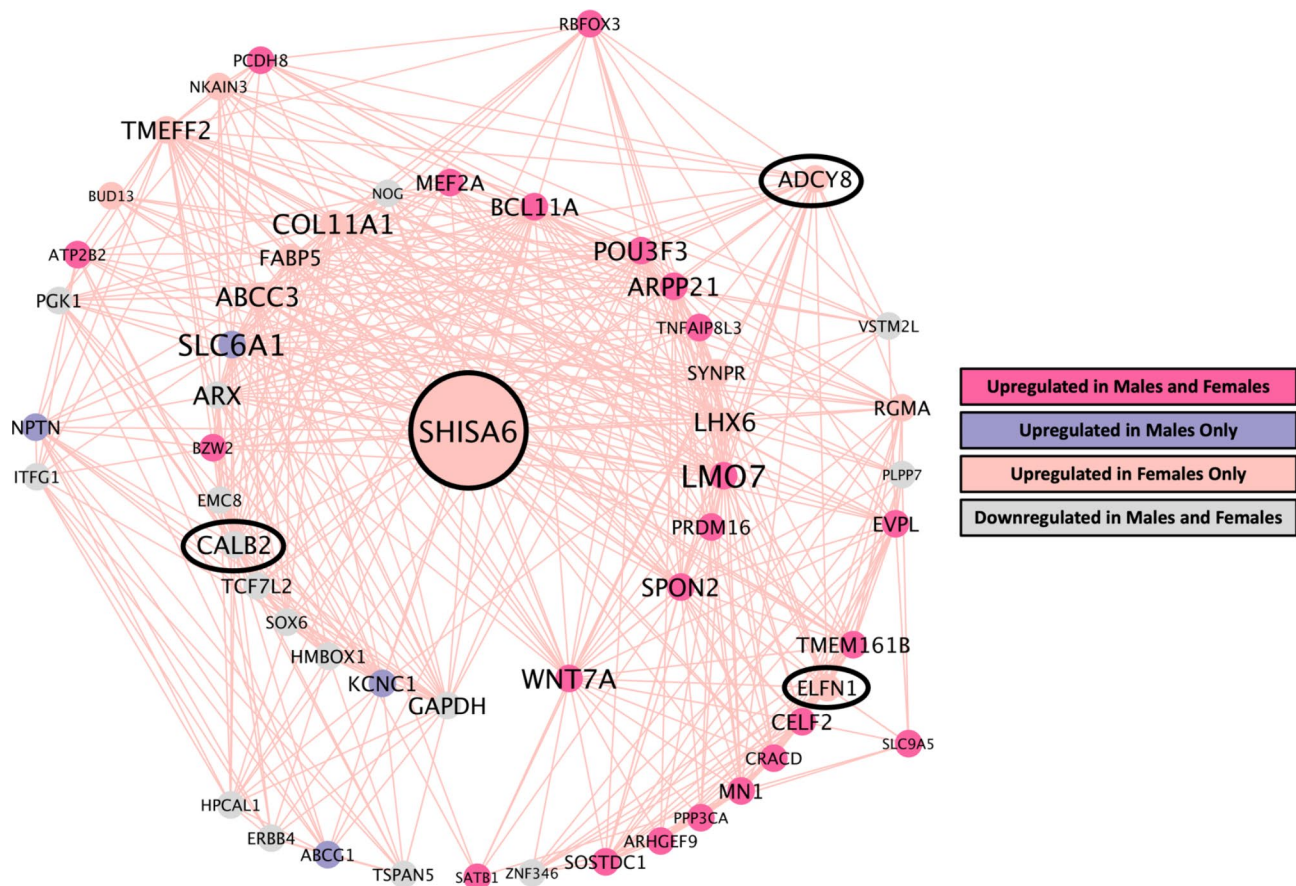 RBFOX3
PCDH8
NKAIN3
TMEFF2
ADCY8
MEF2A
NOG
BUD13
BCL11A
COL11A1
POU3F3
ATP2B2
FABP5
ARPP21
ABCC3
PGK1
TNFAIP8L3
VSTM2L
SLC6A1
SYNPR
ARX
RGMA
LHX6
SHISA6
NPTN
BZW2
ITFG1
LMO7
PLPP7
EMC8
PRDM16
EVPL
CALB2
TCF7L2
SPON2
SOX6
TMEM161B
HMBOX1
WNT7A
KCNC1
ELFN1
GAPDH
CELF2
SLC9A5
CRACD
MN1
HPCAL1
PPP3CA
ERBB4
ARHGEF9
ABCG1
SOSTDC1
TSPAN5
SATB1
ZNF346
Upregulated in Males and Females
Upregulated in Males Only
Upregulated in Females Only
Downregulated in Males and Females